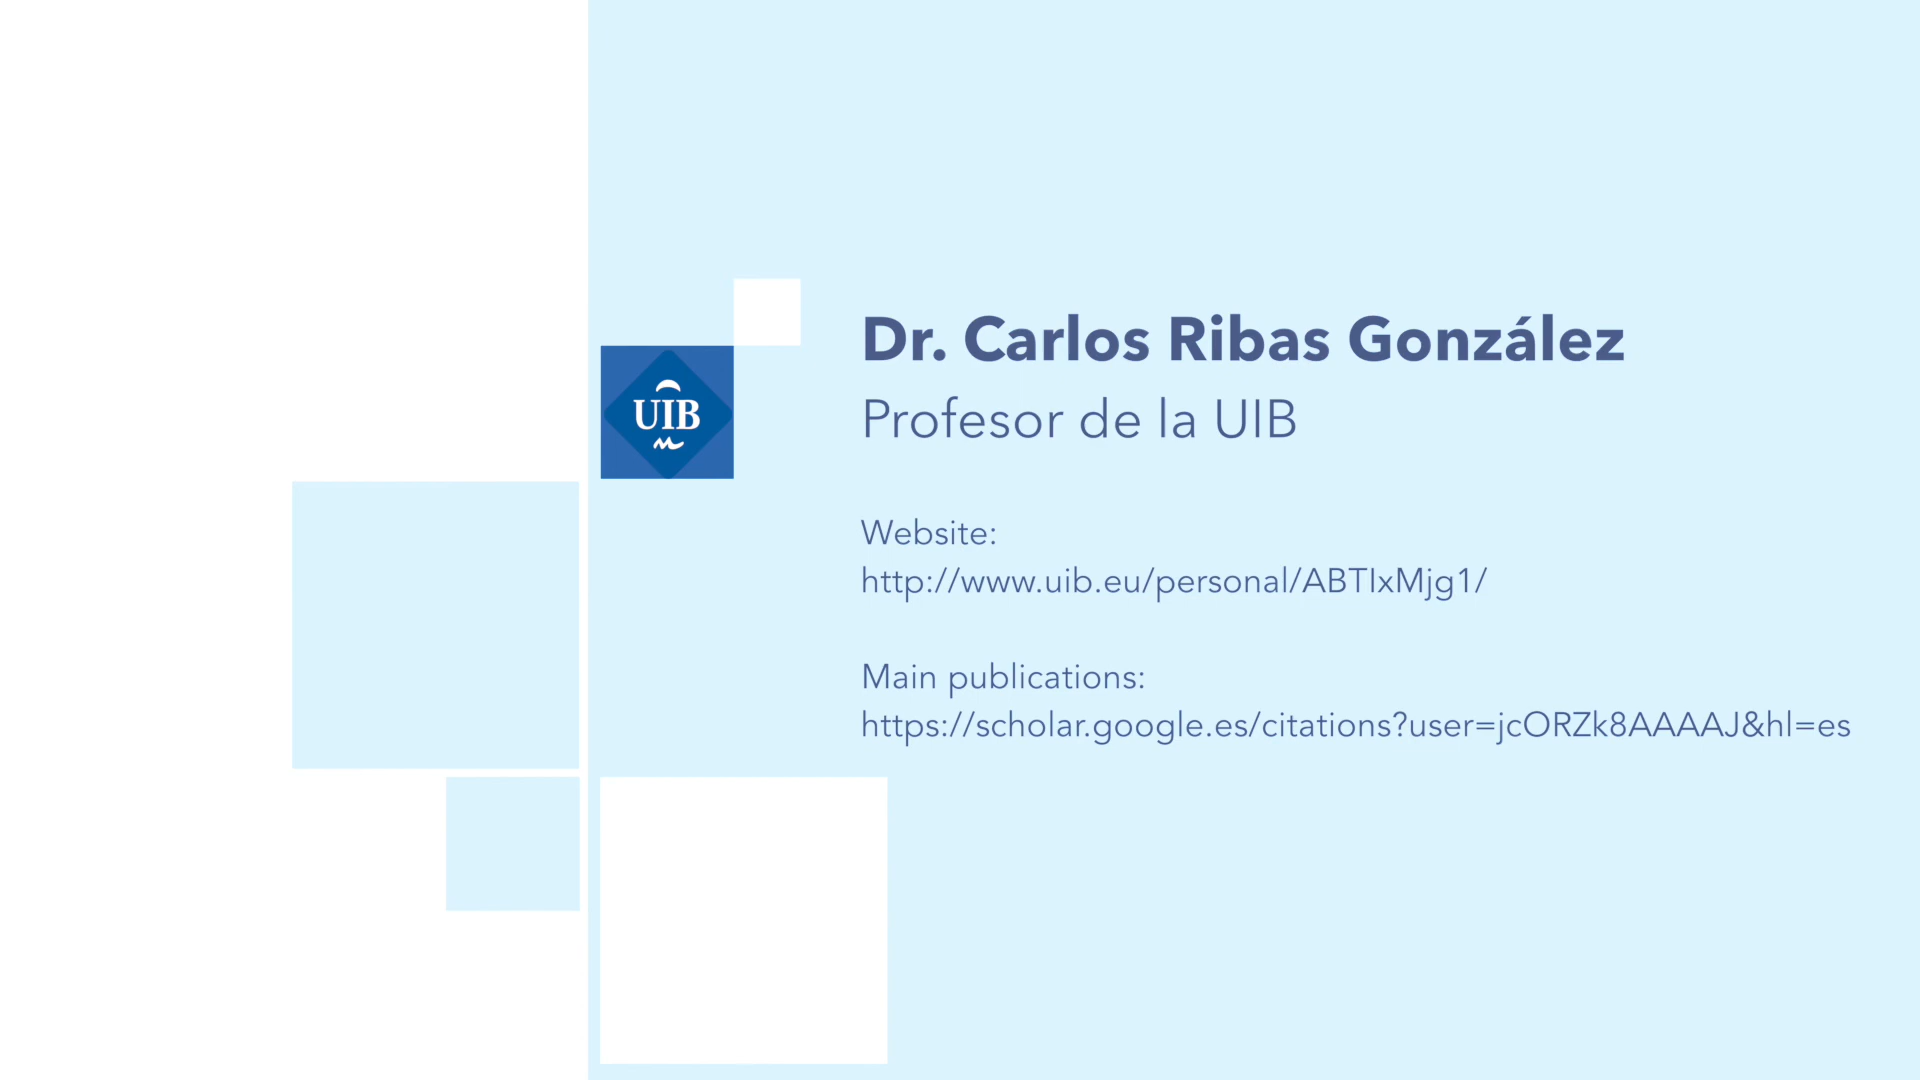 UIB
Dr. Carlos Ribas González
Profesor de la UIB
Website:
http://www.uib.eu/personal/ABTIxMjg1/
Main publications:
https://scholar.google.es/citations?user=jcORZk8AAAAJ&hl=es